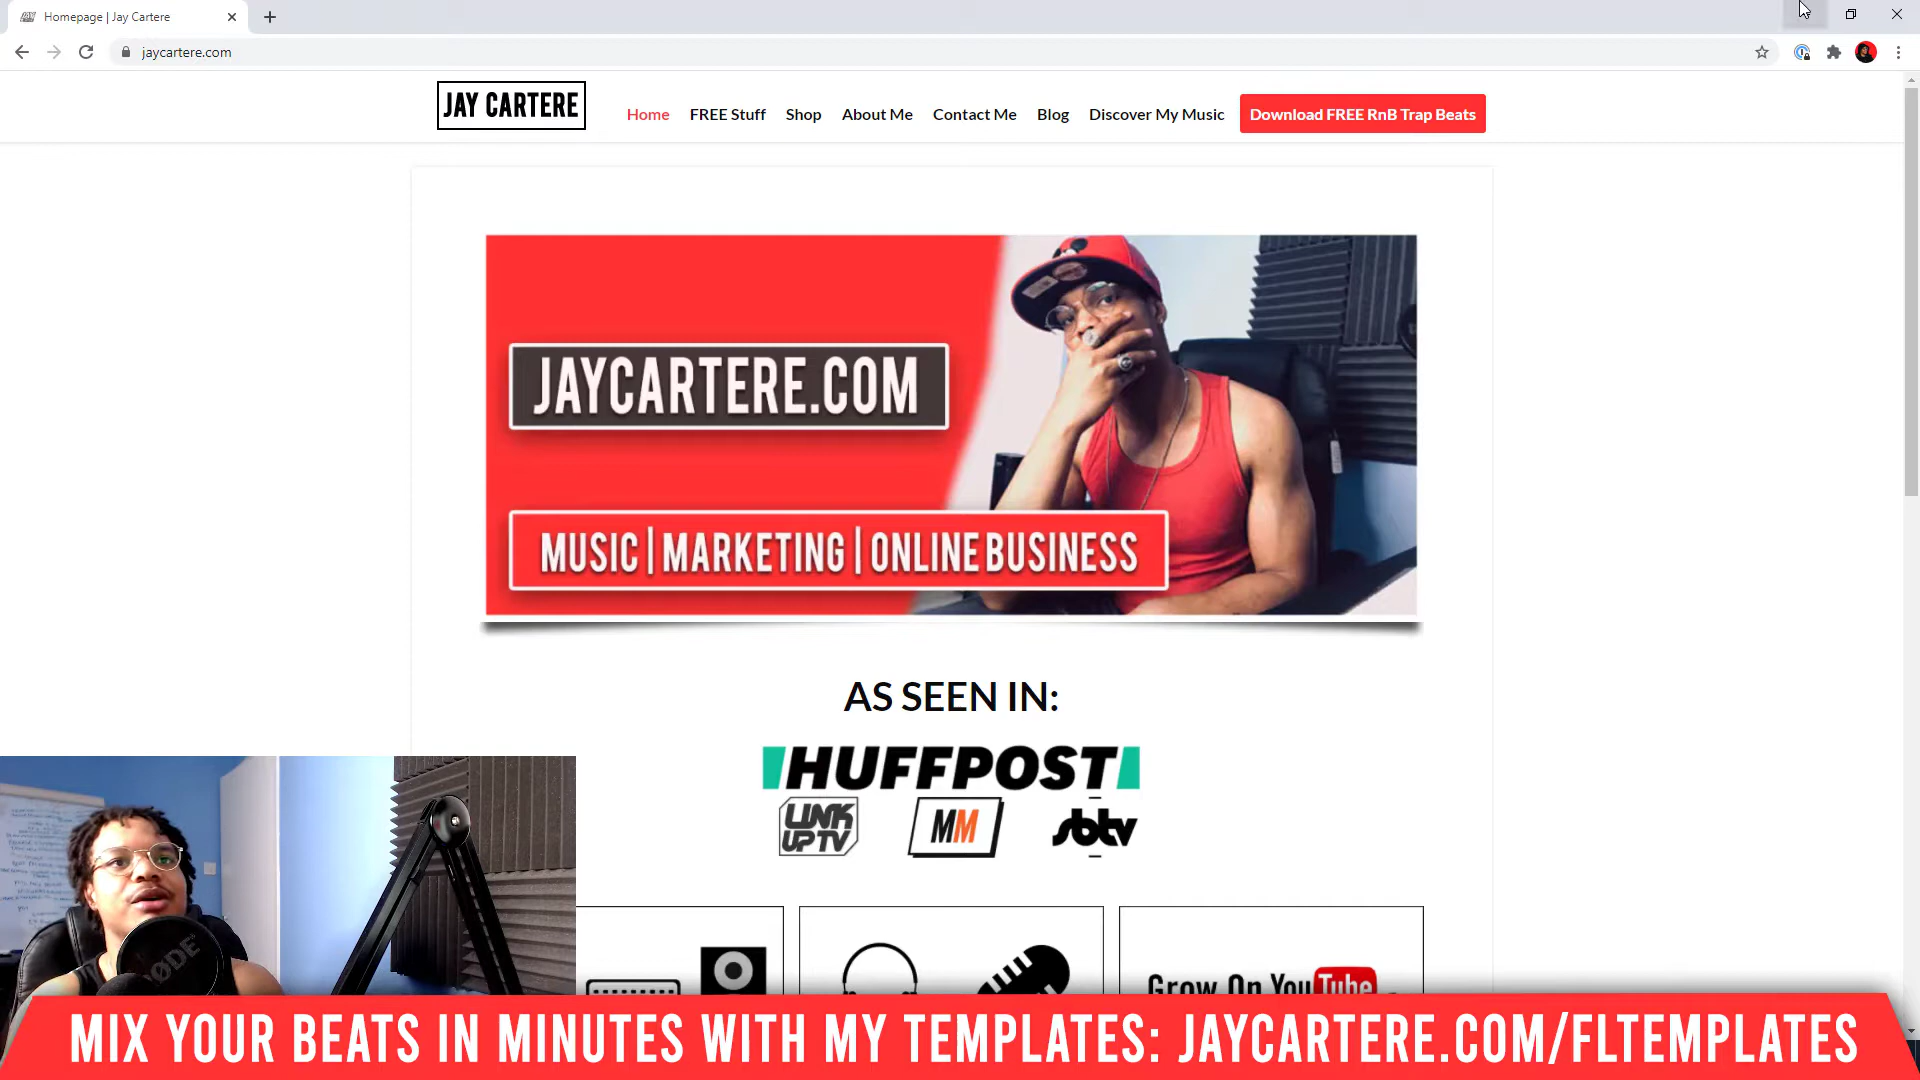 Homepage | Jay Cartere
jaycartere.com
JAY CARTERE
Home
FREE Stuff
Shop
About Me
Contact Me
Blog
Discover My Music
Download FREE RnB Trap Beats
JAYCARTERE.COM
MUSIC | MARKETING | ONLINE BUSINESS
AS SEEN IN:
HUFFPOST
LINK
UP TV
MM
sbtv
RØDE
Grow On YouTube
MIX YOUR BEATS IN MINUTES WITH MY TEMPLATES: JAYCARTERE.COM/FLTEMPLATES